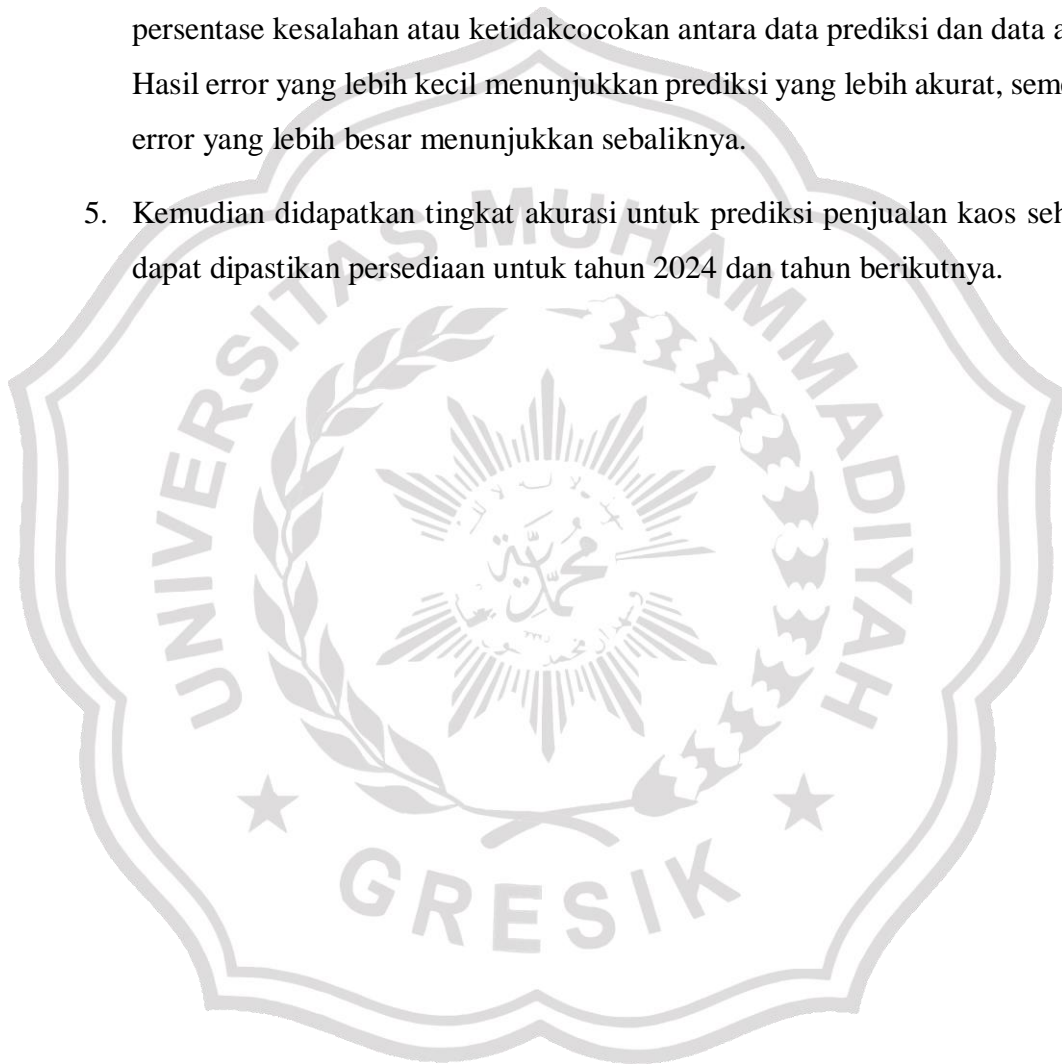 persentase kesalahan atau ketidakcocokan antara data prediksi dan data a
Hasil error yang lebih kecil menunjukkan prediksi yang lebih akurat, seme
error yang lebih besar menunjukkan sebaliknya.
5. Kemudian didapatkan tingkat akurasi untuk prediksi penjualan kaos seh
dapat dipastikan persediaan untuk tahun 2024 dan tahun berikutnya.
UNIVERSITAS MUHAMMADIYAH
محمد
GRESIK